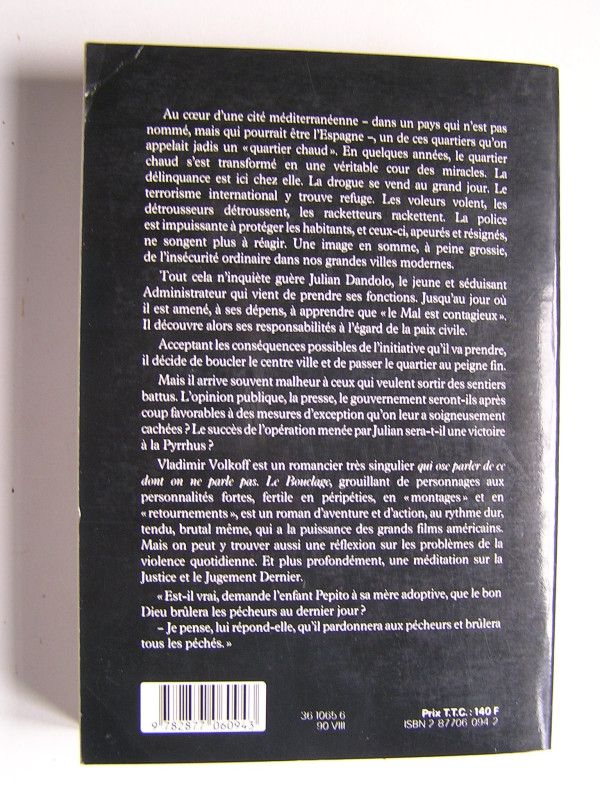 Au cœur d'une cité méditerranéenne – dans un pays qui n'est pas
nommé, mais qui pourrait être l'Espagne –, un de ces quartiers qu'on
appelait jadis un « quartier chaud ». En quelques années, le quartier
chaud s'est transformé en une véritable cour des miracles. La
délinquance est ici chez elle. La drogue se vend au grand jour. Le
terrorisme international y trouve refuge. Les voleurs volent, les
détrousseurs détroussent, les racketteurs rackettent. La police
est impuissante à protéger les habitants, et ceux-ci, apeurés et résignés,
ne songent plus à réagir. Une image en somme, à peine grossie,
de l'insécurité ordinaire dans nos grandes villes modernes.
Tout cela n'inquiète guère Julian Dandolo, le jeune et séduisant
Administrateur qui vient de prendre ses fonctions. Jusqu'au jour où
il est amené, à ses dépens, à apprendre que « le Mal est contagieux ».
Il découvre alors ses responsabilités à l'égard de la paix civile.
Acceptant les conséquences possibles de l'initiative qu'il va prendre,
il décide de boucler le centre ville et de passer le quartier au peigne fin.
Mais il arrive souvent malheur à ceux qui veulent sortir des sentiers
battus. L'opinion publique, la presse, le gouvernement seront-ils après
coup favorables à des mesures d'exception qu'on leur a soigneusement
cachées ? Le succès de l'opération menée par Julian sera-t-il une victoire
à la Pyrrhus ?
Vladimir Volkoff est un romancier très singulier qui ose parler de ce
dont on ne parle pas. Le Bouclage, grouillant de personnages aux
personnalités fortes, fertile en péripéties, en « montages » et en
« retournements », est un roman d'aventure et d'action, au rythme dur,
tendu, brutal même, qui a la puissance des grands films américains.
Mais on peut y trouver aussi une réflexion sur les problèmes de la
violence quotidienne. Et plus profondément, une méditation sur la
Justice et le Jugement Dernier.
« Est-il vrai, demande l'enfant Pepito à sa mère adoptive, que le bon
Dieu brûlera les pécheurs au dernier jour ?
– Je pense, lui répond-elle, qu'il pardonnera aux pécheurs et brûlera
tous les péchés. »
9 782877 060943
36 1065 6
90 VIII
Prix T.T.C. : 140 F
ISBN 2 87706 094 2